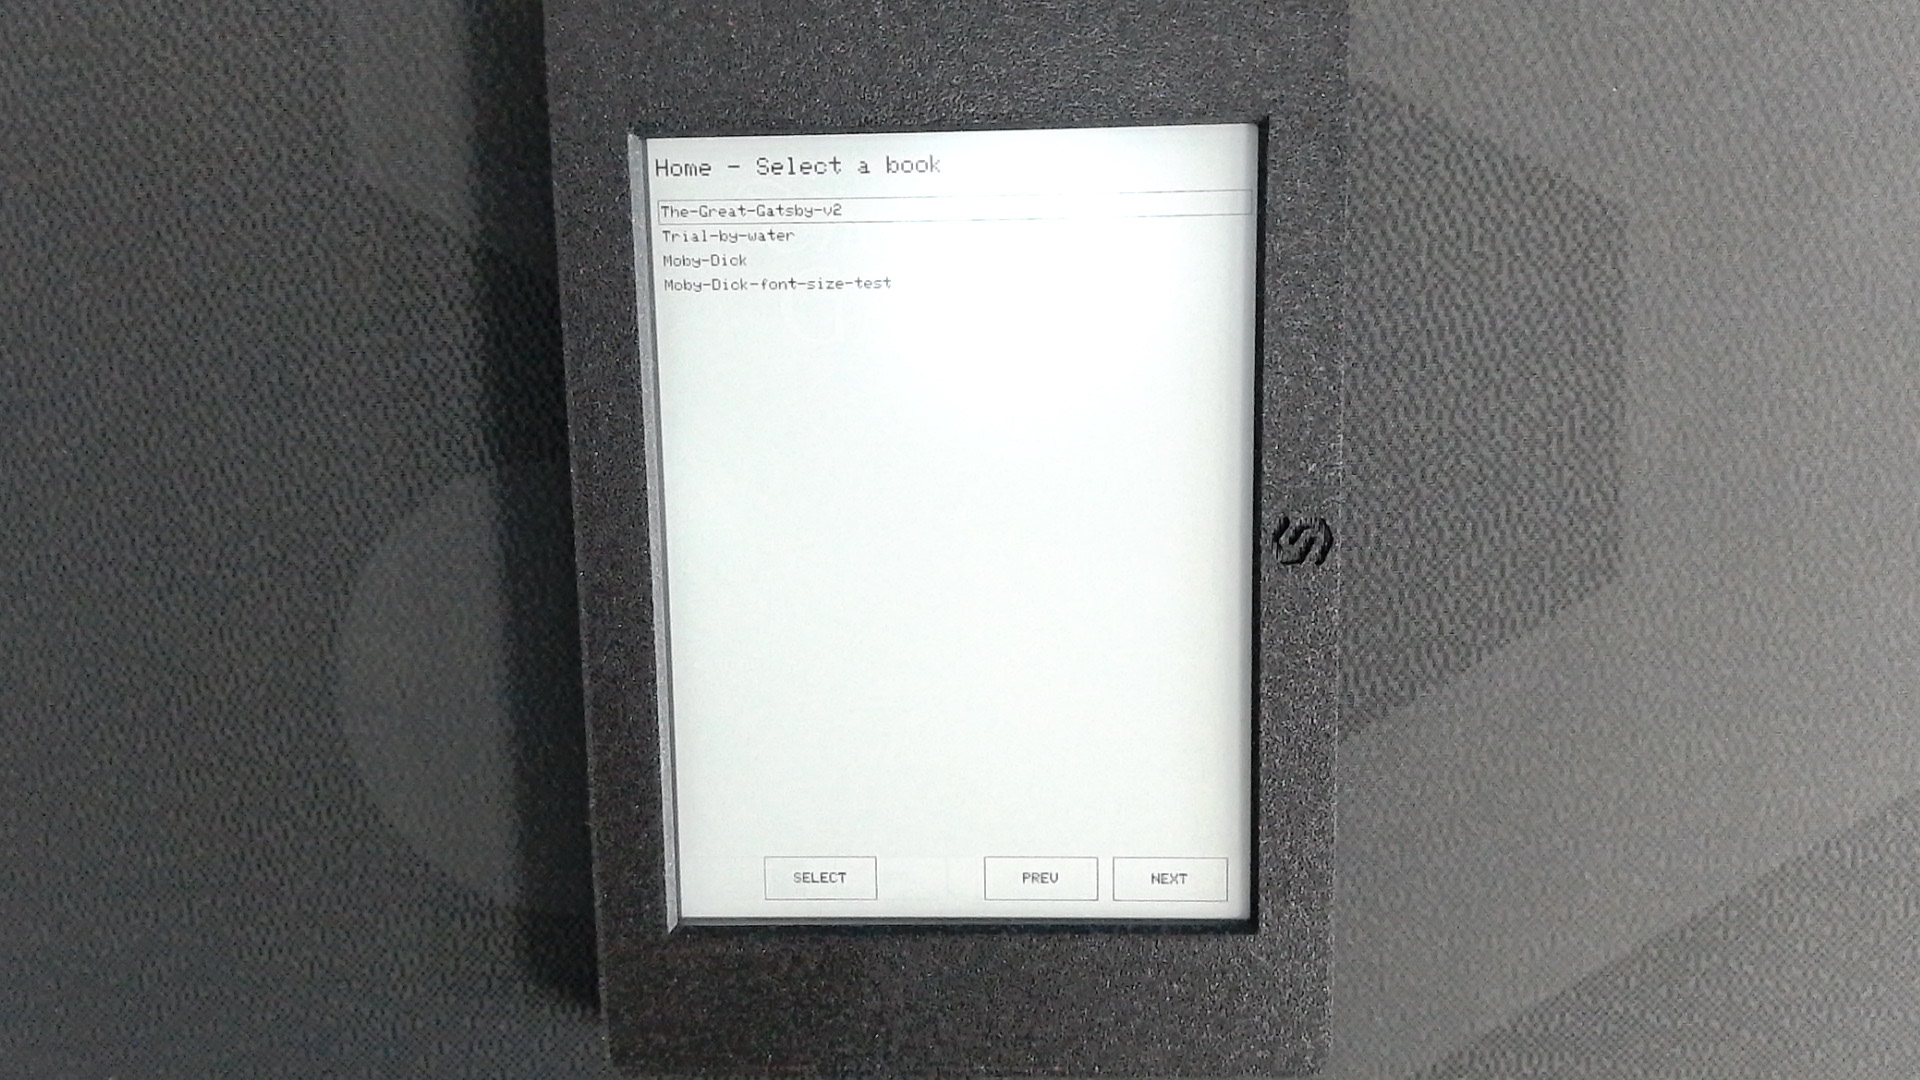 Home - Select a book
The-Great-Gatsby-v2
Trial-by-water
Moby-Dick
Moby-Dick-font-size-test
SELECT
PREV
NEXT